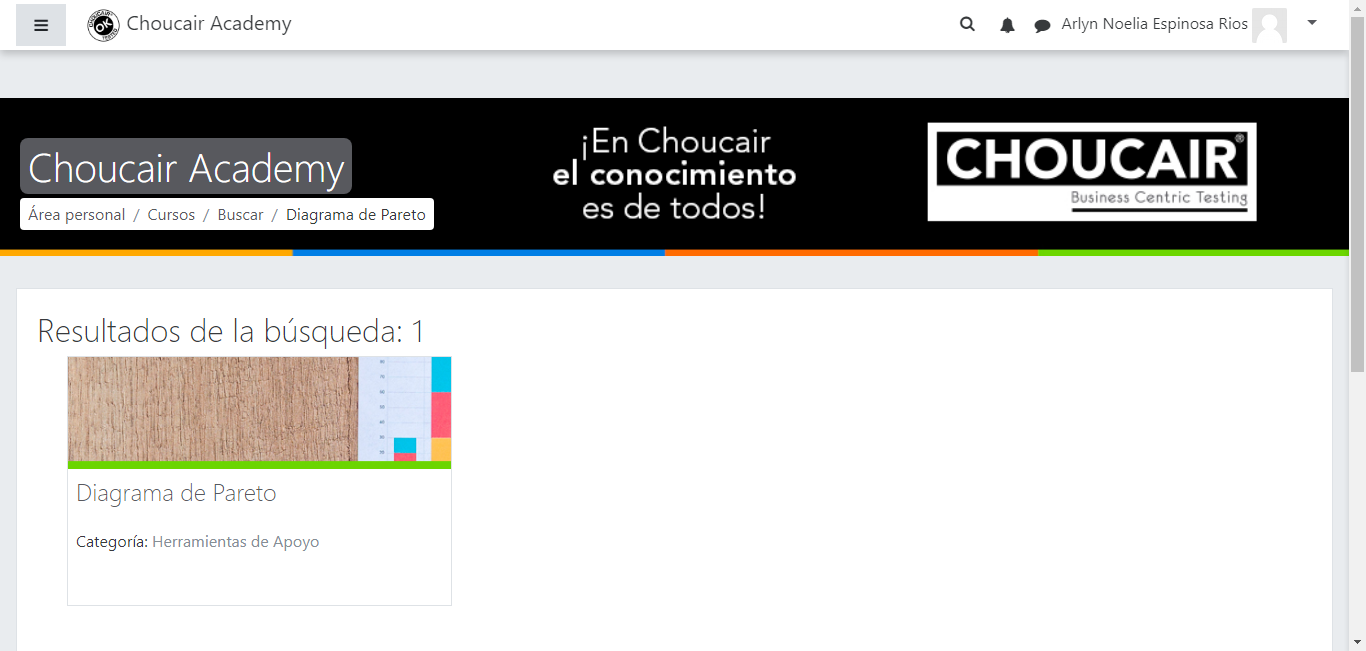 Choucair Academy
Arlyn Noelia Espinosa Rios
Choucair Academy
Área personal / Cursos / Buscar / Diagrama de Pareto
¡En Choucair
el conocimiento
es de todos!
CHOUCAIR®
Business Centric Testing
Resultados de la búsqueda: 1
Diagrama de Pareto
Categoría: Herramientas de Apoyo